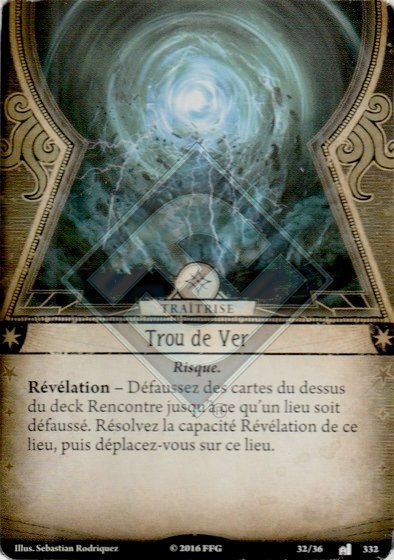 TRAÎTRISE
Trou de Ver
Risque.
Révélation – Défaussez des cartes du dessus
du deck Rencontre jusqu'à ce qu'un lieu soit
défaussé. Résolvez la capacité Révélation de ce
lieu, puis déplacez-vous sur ce lieu.
Illus. Sebastian Rodriquez
© 2016 FFG
32/36
332